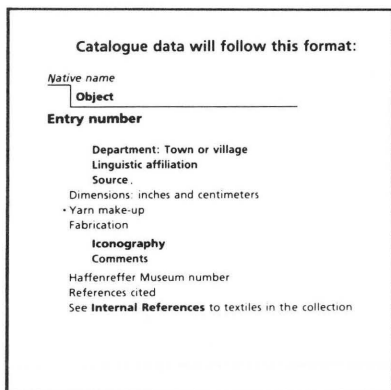 Catalogue data will follow this format:
Native name
Object
Entry number
Department: Town or village
Linguistic affiliation
Source.
Dimensions: inches and centimeters
Yarn make-up
Fabrication
Iconography
Comments
Haffenreffer Museum number
References cited
See Internal References to textiles in the collection